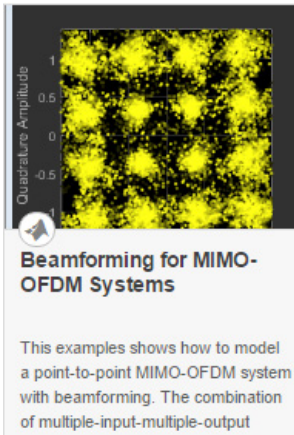 Quadrature Amplitude
1
0.5
0
-0.5
-1
Beamforming for MIMO-
OFDM Systems
This examples shows how to model
a point-to-point MIMO-OFDM system
with beamforming. The combination
of multiple-input-multiple-output